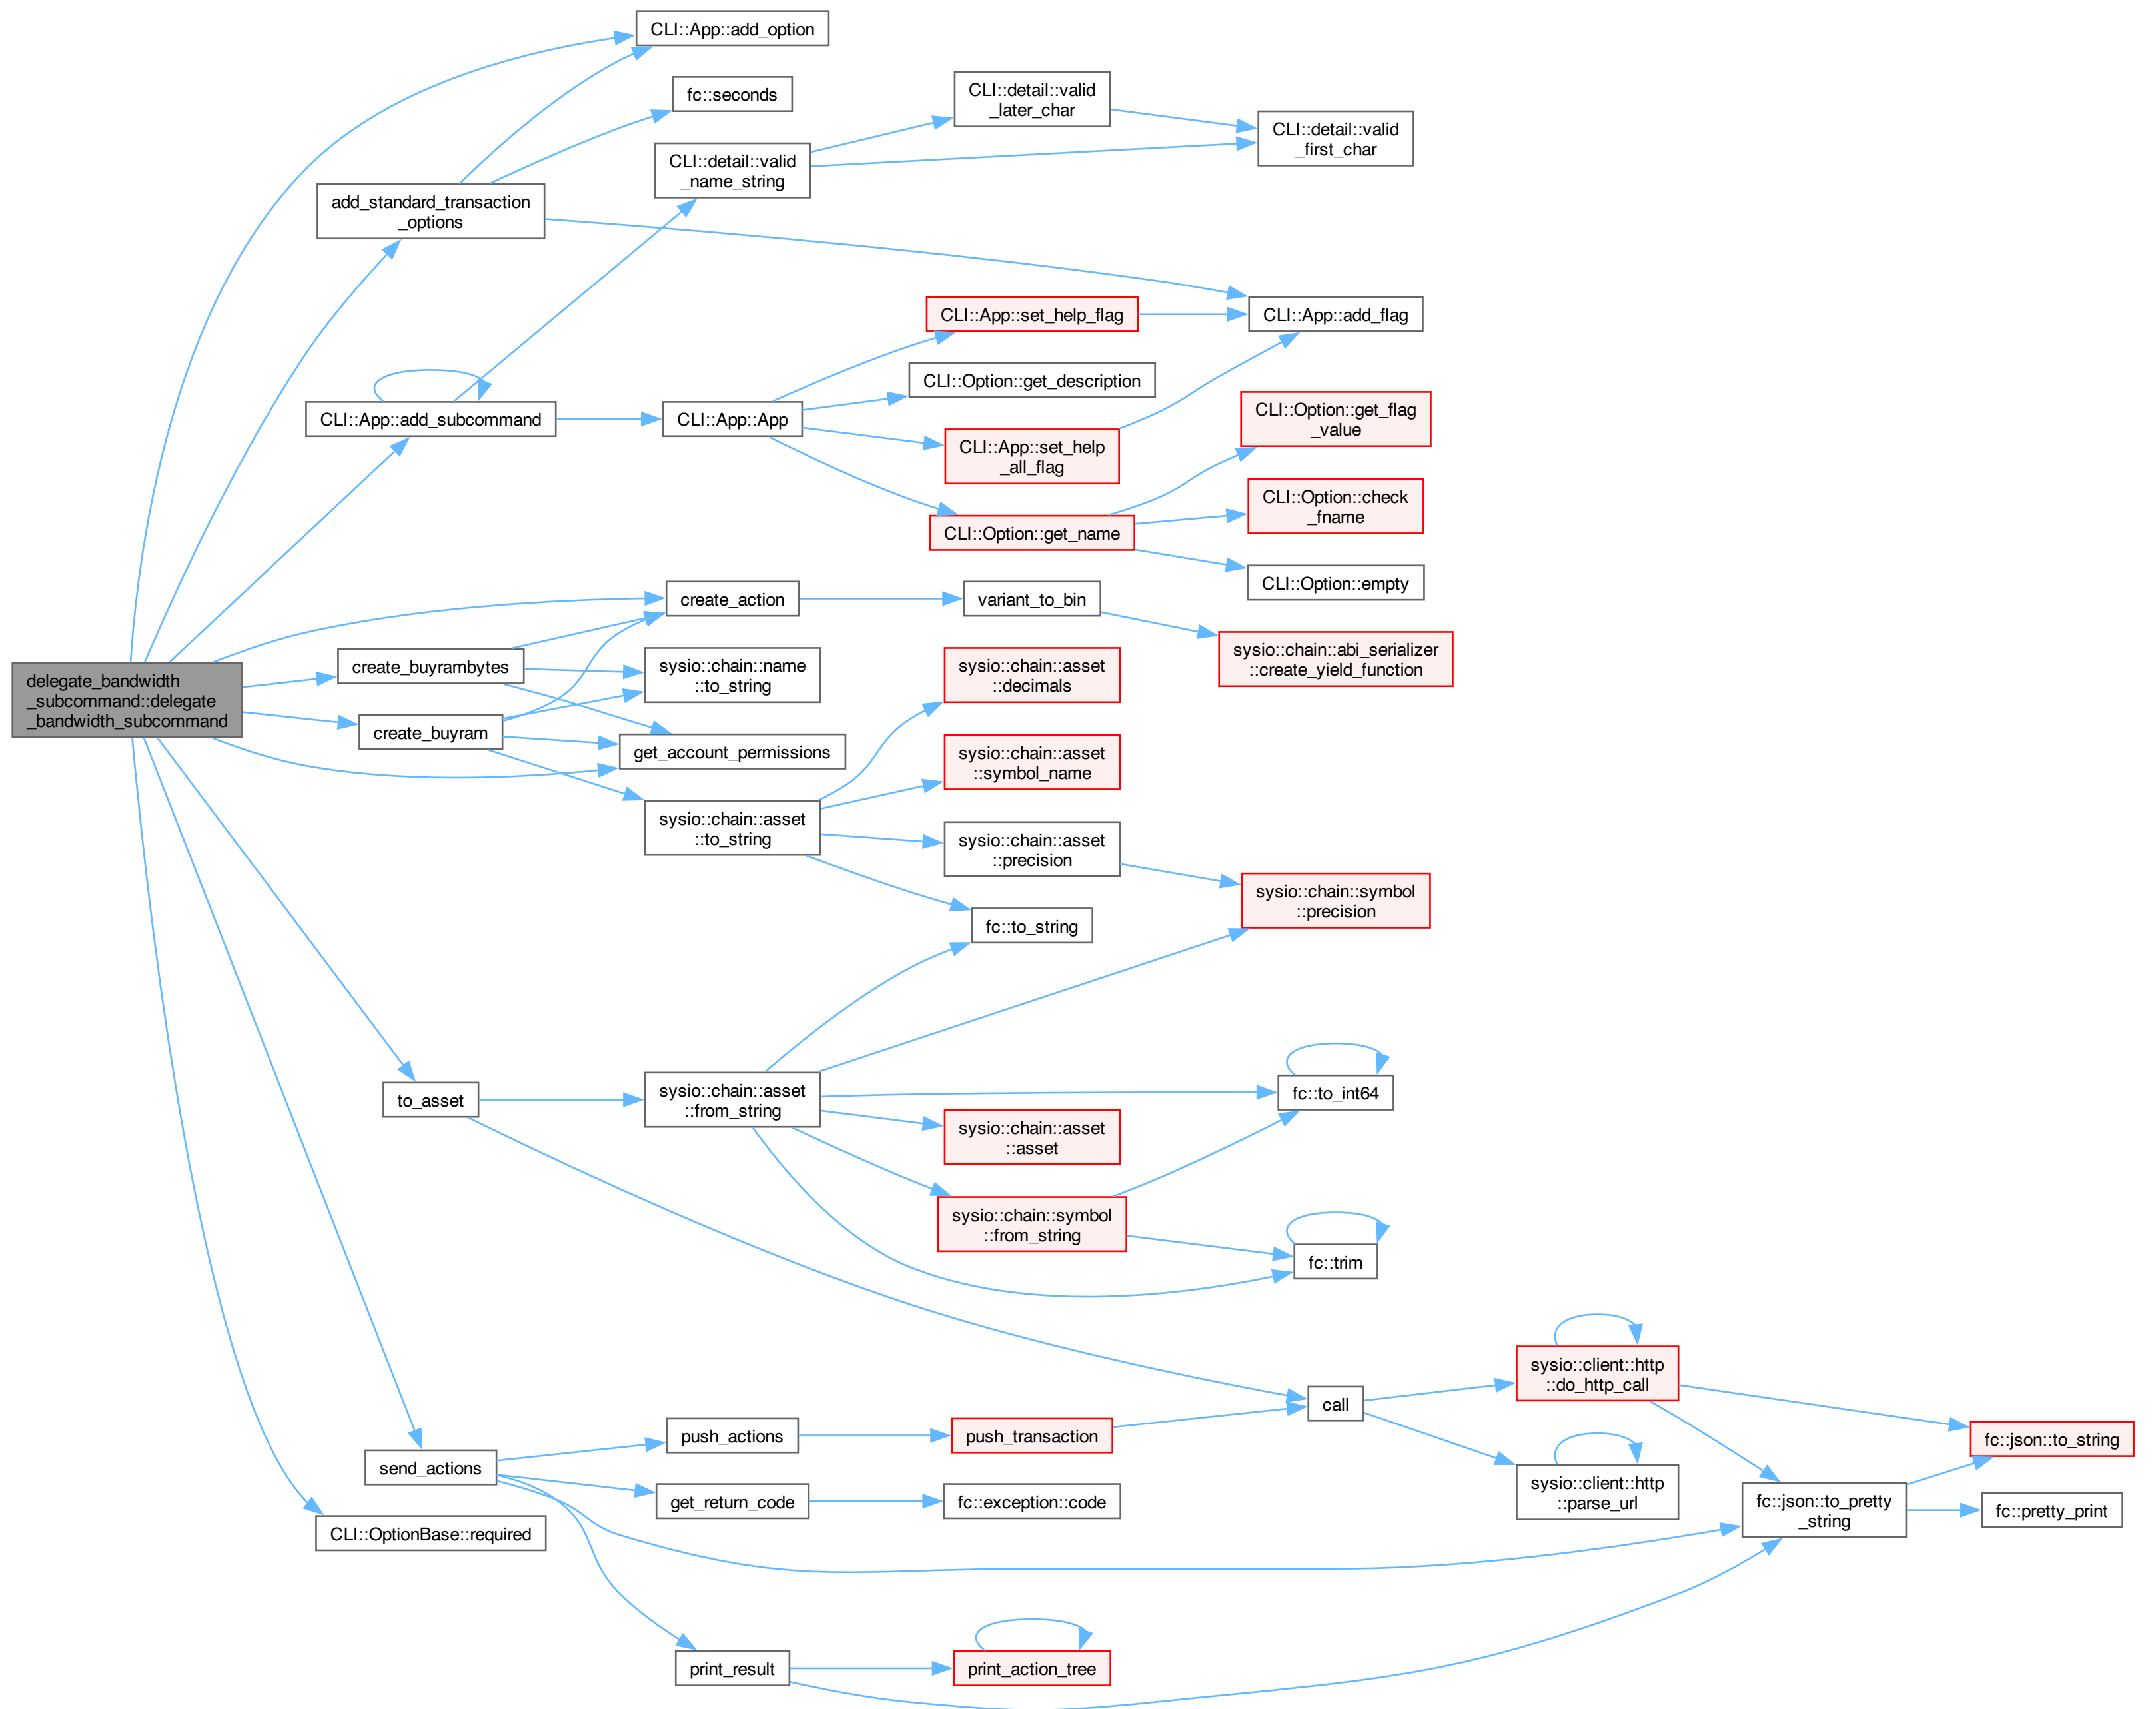 CLI::App::add_option
fc::seconds
CLI::detail::valid
_later_char
CLI::detail::valid
_first_char
CLI::detail::valid
_name_string
add_standard_transaction
_options
CLI::App::set_help_flag
CLI::App::add_flag
CLI::Option::get_description
CLI::App::add_subcommand
CLI::App::App
CLI::Option::get_flag
_value
CLI::App::set_help
_all_flag
CLI::Option::check
_fname
CLI::Option::get_name
CLI::Option::empty
create_action
variant_to_bin
sysio::chain::abi_serializer
::create_yield_function
create_buyrambytes
sysio::chain::name
::to_string
sysio::chain::asset
::decimals
delegate_bandwidth
_subcommand::delegate
_bandwidth_subcommand
create_buyram
get_account_permissions
sysio::chain::asset
::symbol_name
sysio::chain::asset
::to_string
sysio::chain::asset
::precision
sysio::chain::symbol
::precision
fc::to_string
to_asset
sysio::chain::asset
::from_string
fc::to_int64
sysio::chain::asset
::asset
sysio::chain::symbol
::from_string
fc::trim
sysio::client::http
::do_http_call
call
push_actions
push_transaction
fc::json::to_string
send_actions
get_return_code
fc::exception::code
sysio::client::http
::parse_url
fc::json::to_pretty
_string
fc::pretty_print
CLI::OptionBase::required
print_result
print_action_tree